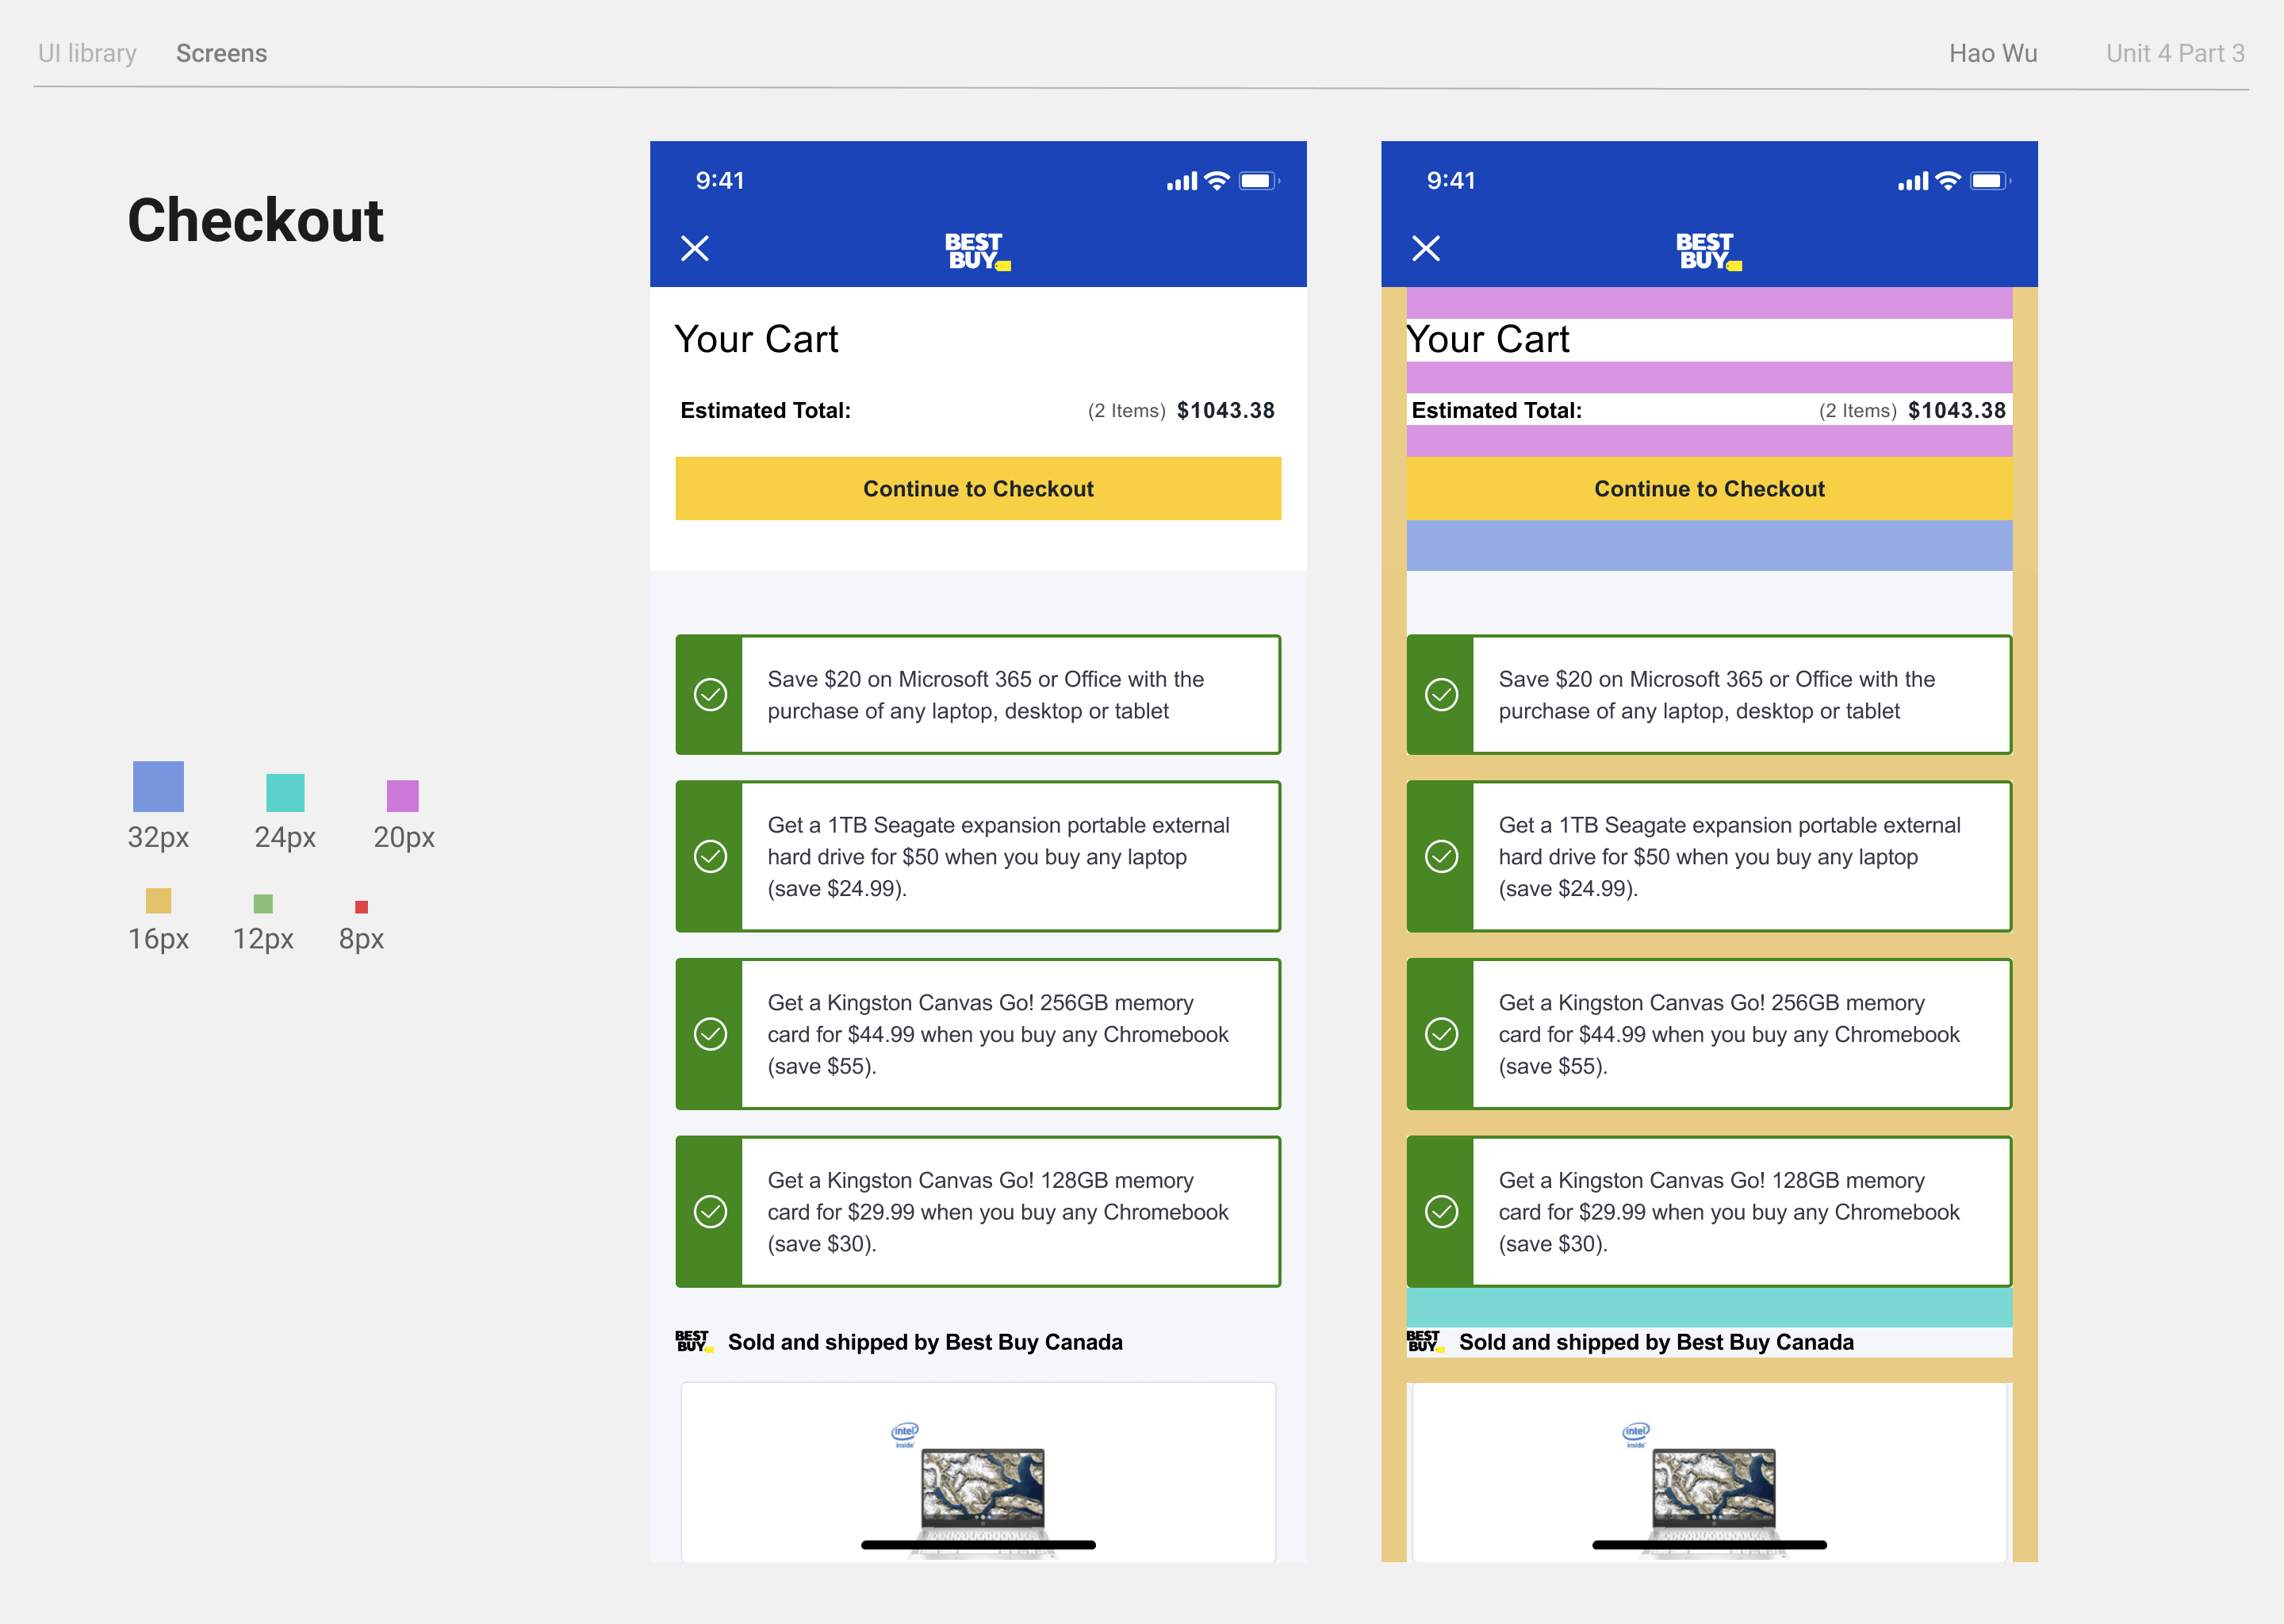 UI library Screens Hao Wu Unit 4 Part 3
Checkout
32px 24px 20px
16px 12px 8px
9:41
BEST
BUY
Your Cart
Estimated Total: (2 Items) $1043.38
Continue to Checkout
Save $20 on Microsoft 365 or Office with the
purchase of any laptop, desktop or tablet
Get a 1TB Seagate expansion portable external
hard drive for $50 when you buy any laptop
(save $24.99).
Get a Kingston Canvas Go! 256GB memory
card for $44.99 when you buy any Chromebook
(save $55).
Get a Kingston Canvas Go! 128GB memory
card for $29.99 when you buy any Chromebook
(save $30).
BEST
BUY
Sold and shipped by Best Buy Canada
intel
inside
9:41
BEST
BUY
Your Cart
Estimated Total: (2 Items) $1043.38
Continue to Checkout
Save $20 on Microsoft 365 or Office with the
purchase of any laptop, desktop or tablet
Get a 1TB Seagate expansion portable external
hard drive for $50 when you buy any laptop
(save $24.99).
Get a Kingston Canvas Go! 256GB memory
card for $44.99 when you buy any Chromebook
(save $55).
Get a Kingston Canvas Go! 128GB memory
card for $29.99 when you buy any Chromebook
(save $30).
BEST
BUY
Sold and shipped by Best Buy Canada
intel
inside